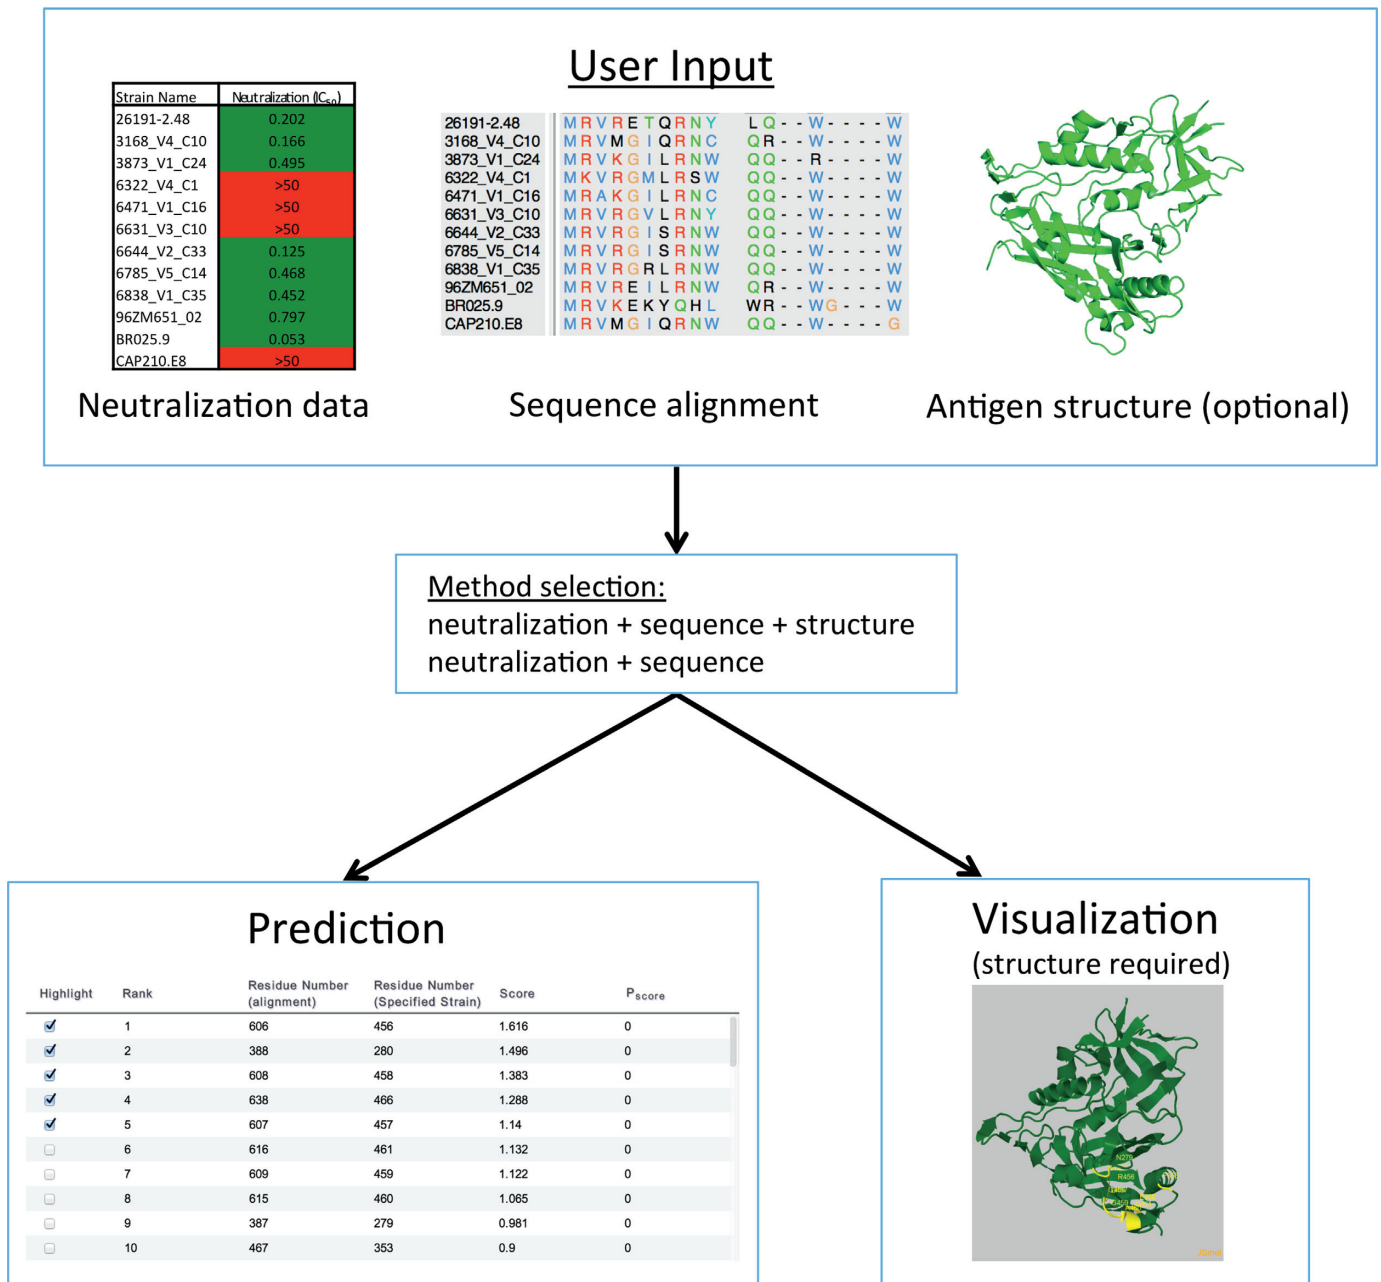 User Input
Strain Name Neutralization (IC50)
26191-2.48 0.202
3168_V4_C10 0.166
3873_V1_C24 0.495
6322_V4_C1 >50
6471_V1_C16 >50
6631_V3_C10 >50
6644_V2_C33 0.125
6785_V5_C14 0.468
6838_V1_C35 0.452
96ZM651_02 0.797
BR025.9 0.053
CAP210.E8 >50
26191-2.48 MRVRETQRNY LQ--W----W
3168_V4_C10 MRVMGIQRNC QR--W----W
3873_V1_C24 MRVKGILRNW QQ--R----W
6322_V4_C1 MKVRGMLRSW QQ--W----W
6471_V1_C16 MRAKGILRNC QQ--W----W
6631_V3_C10 MRVRGVLRNY QQ--W----W
6644_V2_C33 MRVRGISRNW QQ--W----W
6785_V5_C14 MRVRGISRNW QQ--W----W
6838_V1_C35 MRVRGRLRNW QQ--W----W
96ZM651_02 MRVREILRNW QR--W----W
BR025.9 MRVKEKYQHL WR--WG---W
CAP210.E8 MRVMGIQRNW QQ--W----G
Neutralization data
Sequence alignment
Antigen structure (optional)
Method selection:
neutralization + sequence + structure
neutralization + sequence
Prediction
Highlight Rank Residue Number (alignment) Residue Number (Specified Strain) Score Pscore
1 606 456 1.616 0
2 388 280 1.496 0
3 608 458 1.383 0
4 638 466 1.288 0
5 607 457 1.14 0
6 616 461 1.132 0
7 609 459 1.122 0
8 615 460 1.065 0
9 387 279 0.981 0
10 467 353 0.9 0
Visualization
(structure required)
N279
R456